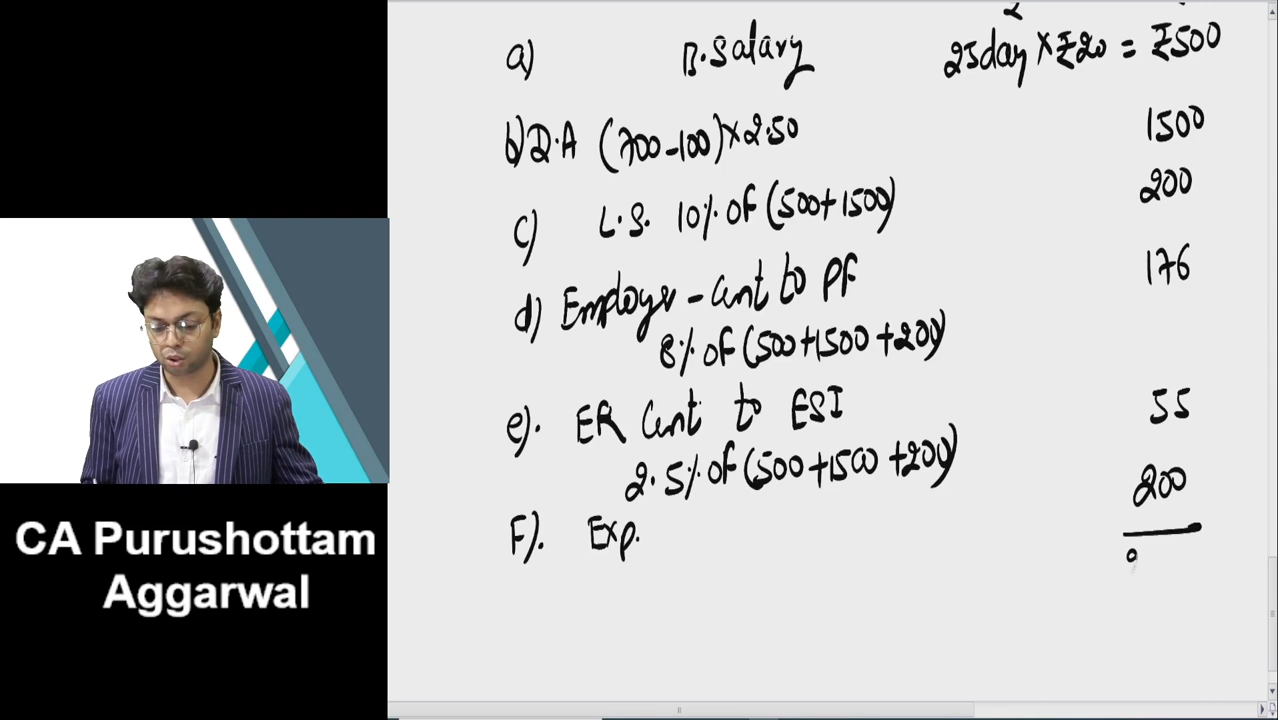 a) B.Salary 25day × ₹20 = ₹500
b) D.A (700-100)×2.50 1500
c) L.S. 10% of (500+1500) 200
d) Employer - Cont to PF 176
8% of (500+1500+200)
e). ER Cont to ESI 55
2.5% of (500+1500+200)
F). Exp. 200
CA Purushottam
Aggarwal